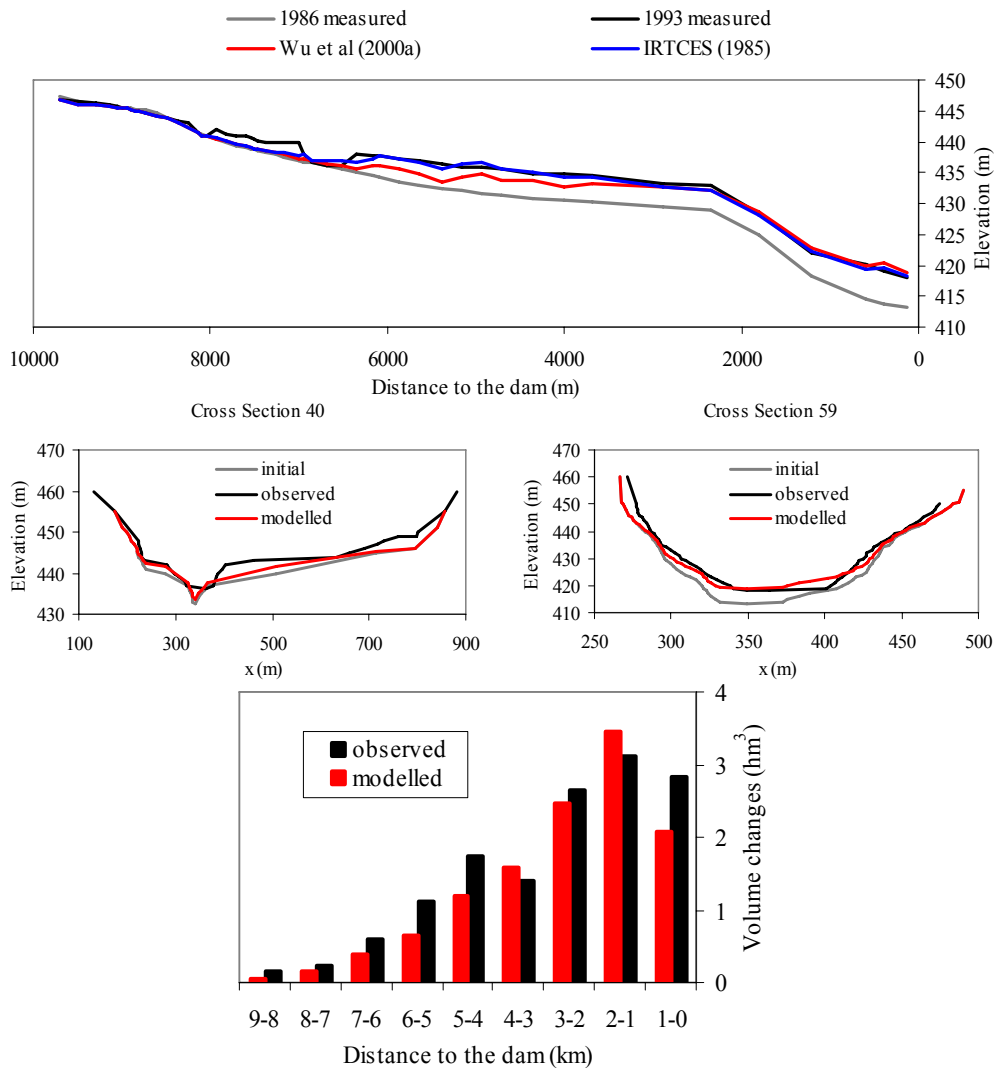 1986 measured
1993 measured
Wu et al (2000a)
IRTCES (1985)
450
445
440
435
430
425
420
415
410
Elevation (m)
10000 8000 6000 4000 2000 0
Distance to the dam (m)
Cross Section 40
470
460
450
440
430
Elevation (m)
initial
observed
modelled
100 300 500 700 900
x (m)
Cross Section 59
470
460
450
440
430
420
410
Elevation (m)
initial
observed
modelled
250 300 350 400 450 500
x (m)
observed
modelled
4
3
2
1
0
Volume changes (hm³)
9-8 8-7 7-6 6-5 5-4 4-3 3-2 2-1 1-0
Distance to the dam (km)